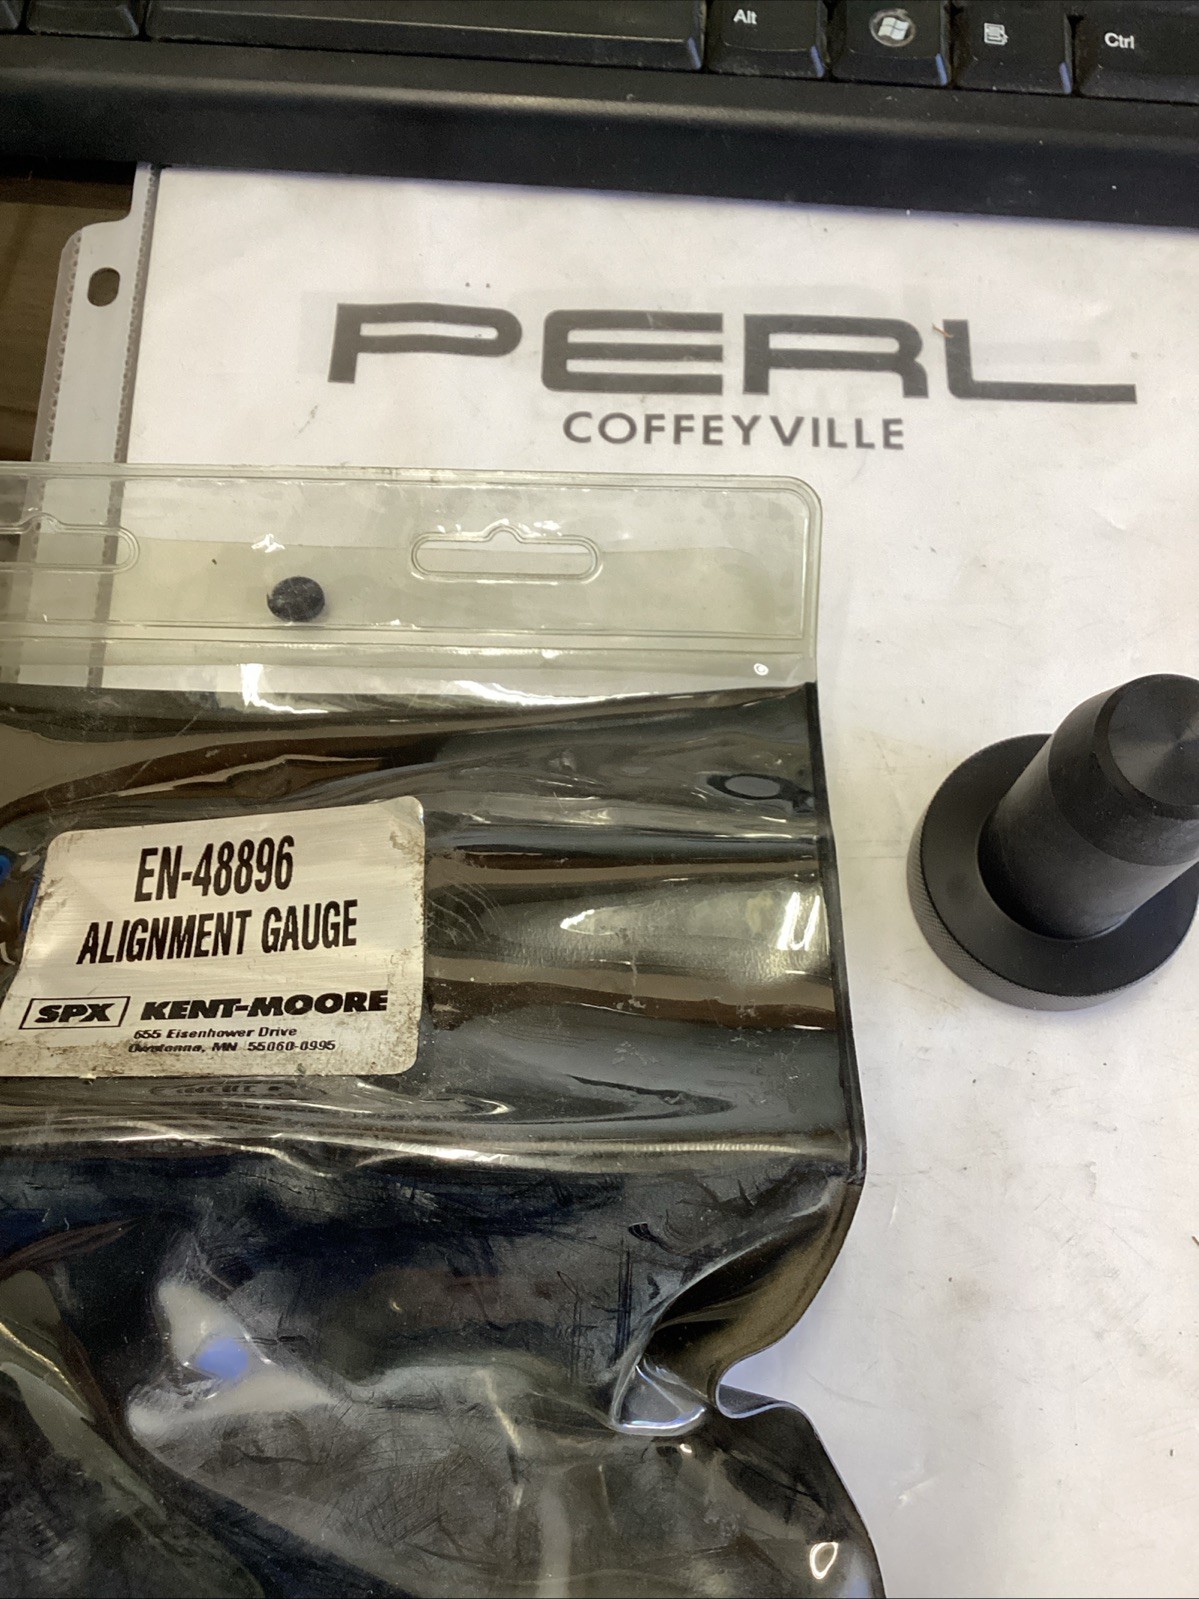 Alt
Ctrl
PERL
COFFEYVILLE
EN-48896
ALIGNMENT GAUGE
SPX KENT-MOORE
655 Eisenhower Drive
Owatonna, MN 55060-0995